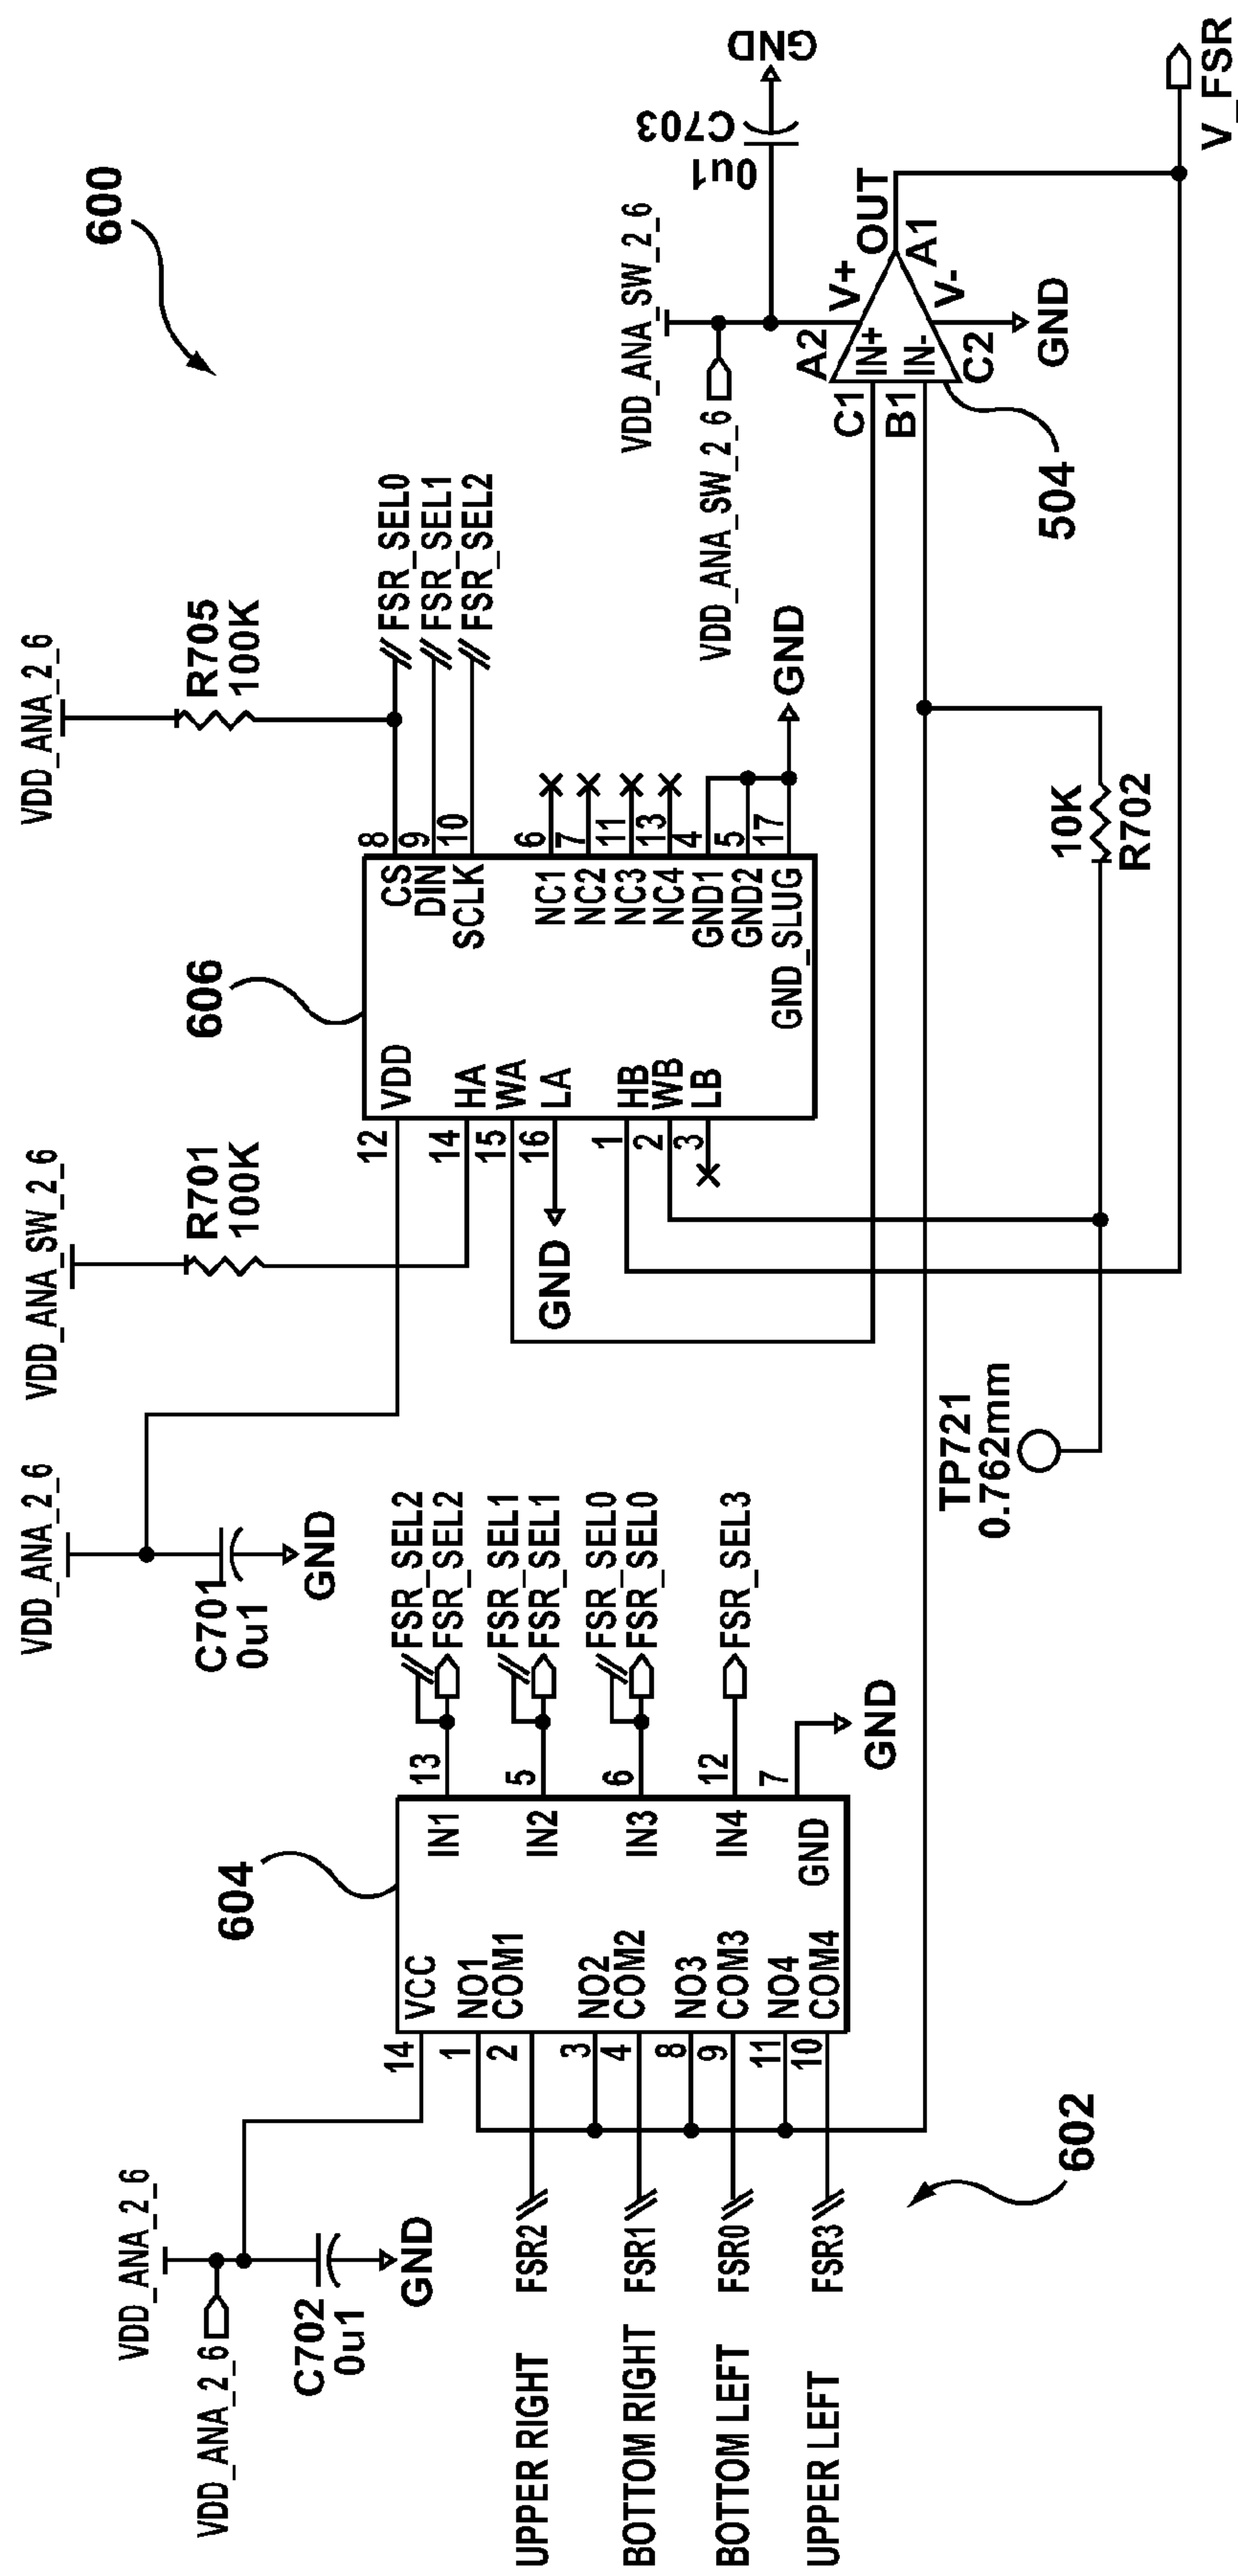 600
VDD_ANA_2_6
VDD_ANA_2_6
C702
0u1
GND
UPPER RIGHT
FSR2
BOTTOM RIGHT
FSR1
BOTTOM LEFT
FSR0
UPPER LEFT
FSR3
602
604
14
1
2
3
4
8
9
11
10
VCC
NO1
COM1
NO2
COM2
NO3
COM3
NO4
COM4
IN1
IN2
IN3
IN4
GND
13
5
6
12
7
FSR_SEL2
FSR_SEL2
FSR_SEL1
FSR_SEL1
FSR_SEL0
FSR_SEL0
FSR_SEL3
GND
VDD_ANA_2_6
C701
0u1
GND
VDD_ANA_SW_2_6
R701
100K
606
12
14
15
16
GND
1
2
3
VDD
HA
WA
LA
HB
WB
LB
CS
DIN
SCLK
NC1
NC2
NC3
NC4
GND1
GND2
GND_SLUG
8
9
10
6
7
11
13
4
5
17
VDD_ANA_2_6
R705
100K
FSR_SEL0
FSR_SEL1
FSR_SEL2
GND
TP721
0.762mm
10K
R702
VDD_ANA_SW_2_6
VDD_ANA_SW_2_6
C703
0u1
GND
A2
V+
OUT
A1
V-
IN+
IN-
C1
B1
C2
GND
504
V_FSR